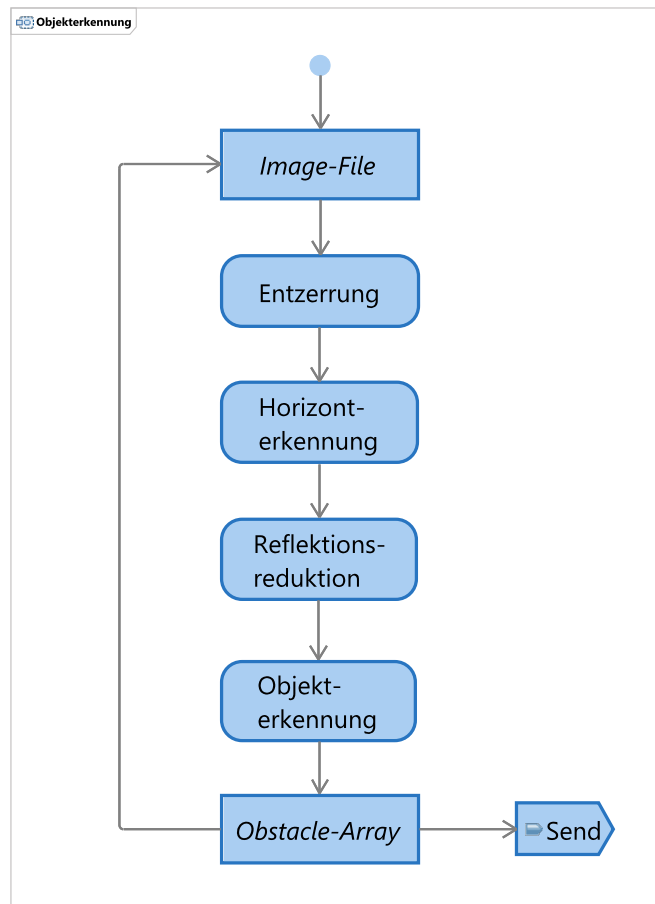 Objekterkennung
Image-File
Entzerrung
Horizont-
erkennung
Reflektions-
reduktion
Objekt-
erkennung
Obstacle-Array
Send